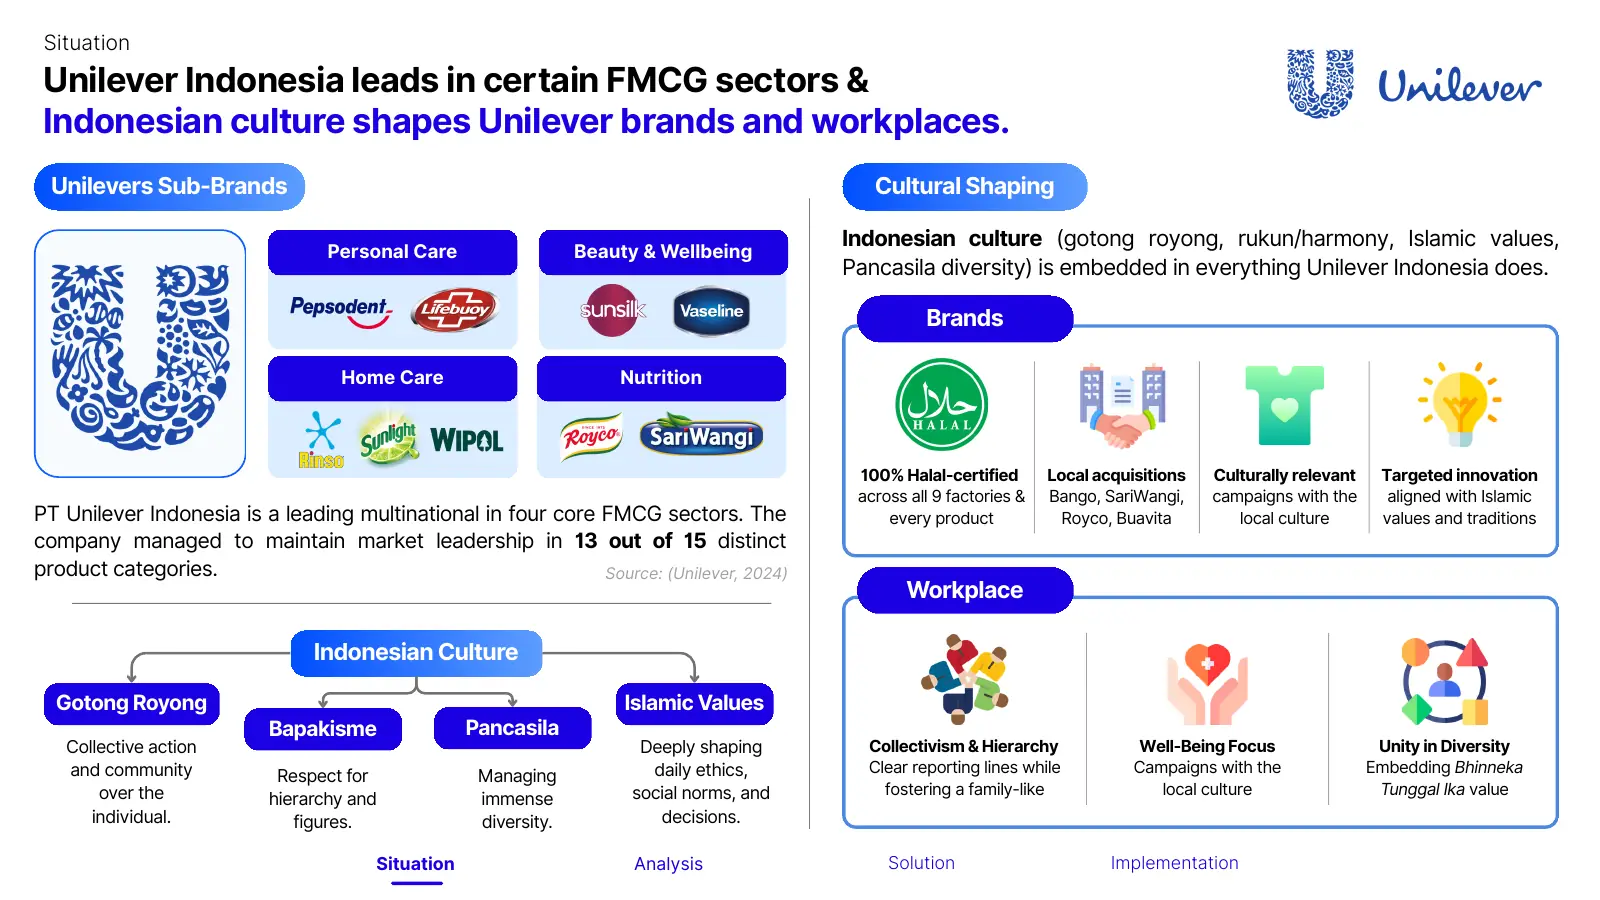 Situation
Unilever Indonesia leads in certain FMCG sectors &
Indonesian culture shapes Unilever brands and workplaces.
Unilever
Unilevers Sub-Brands
Personal Care
Pepsodent
Lifebuoy
Beauty & Wellbeing
sunsilk
Vaseline
Home Care
Rinso
Sunlight
WIPOL
Nutrition
SINCE
Royco
SariWangi
PT Unilever Indonesia is a leading multinational in four core FMCG sectors. The
company managed to maintain market leadership in 13 out of 15 distinct
product categories.
Source: (Unilever, 2024)
Indonesian Culture
Gotong Royong
Collective action
and community
over the
individual.
Bapakisme
Respect for
hierarchy and
figures.
Pancasila
Managing
immense
diversity.
Islamic Values
Deeply shaping
daily ethics,
social norms, and
decisions.
Cultural Shaping
Indonesian culture (gotong royong, rukun/harmony, Islamic values,
Pancasila diversity) is embedded in everything Unilever Indonesia does.
Brands
حلال
HALAL
100% Halal-certified
across all 9 factories &
every product
Local acquisitions
Bango, SariWangi,
Royco, Buavita
Culturally relevant
campaigns with the
local culture
Targeted innovation
aligned with Islamic
values and traditions
Workplace
Collectivism & Hierarchy
Clear reporting lines while
fostering a family-like
Well-Being Focus
Campaigns with the
local culture
Unity in Diversity
Embedding Bhinneka
Tunggal Ika value
Situation
Analysis
Solution
Implementation